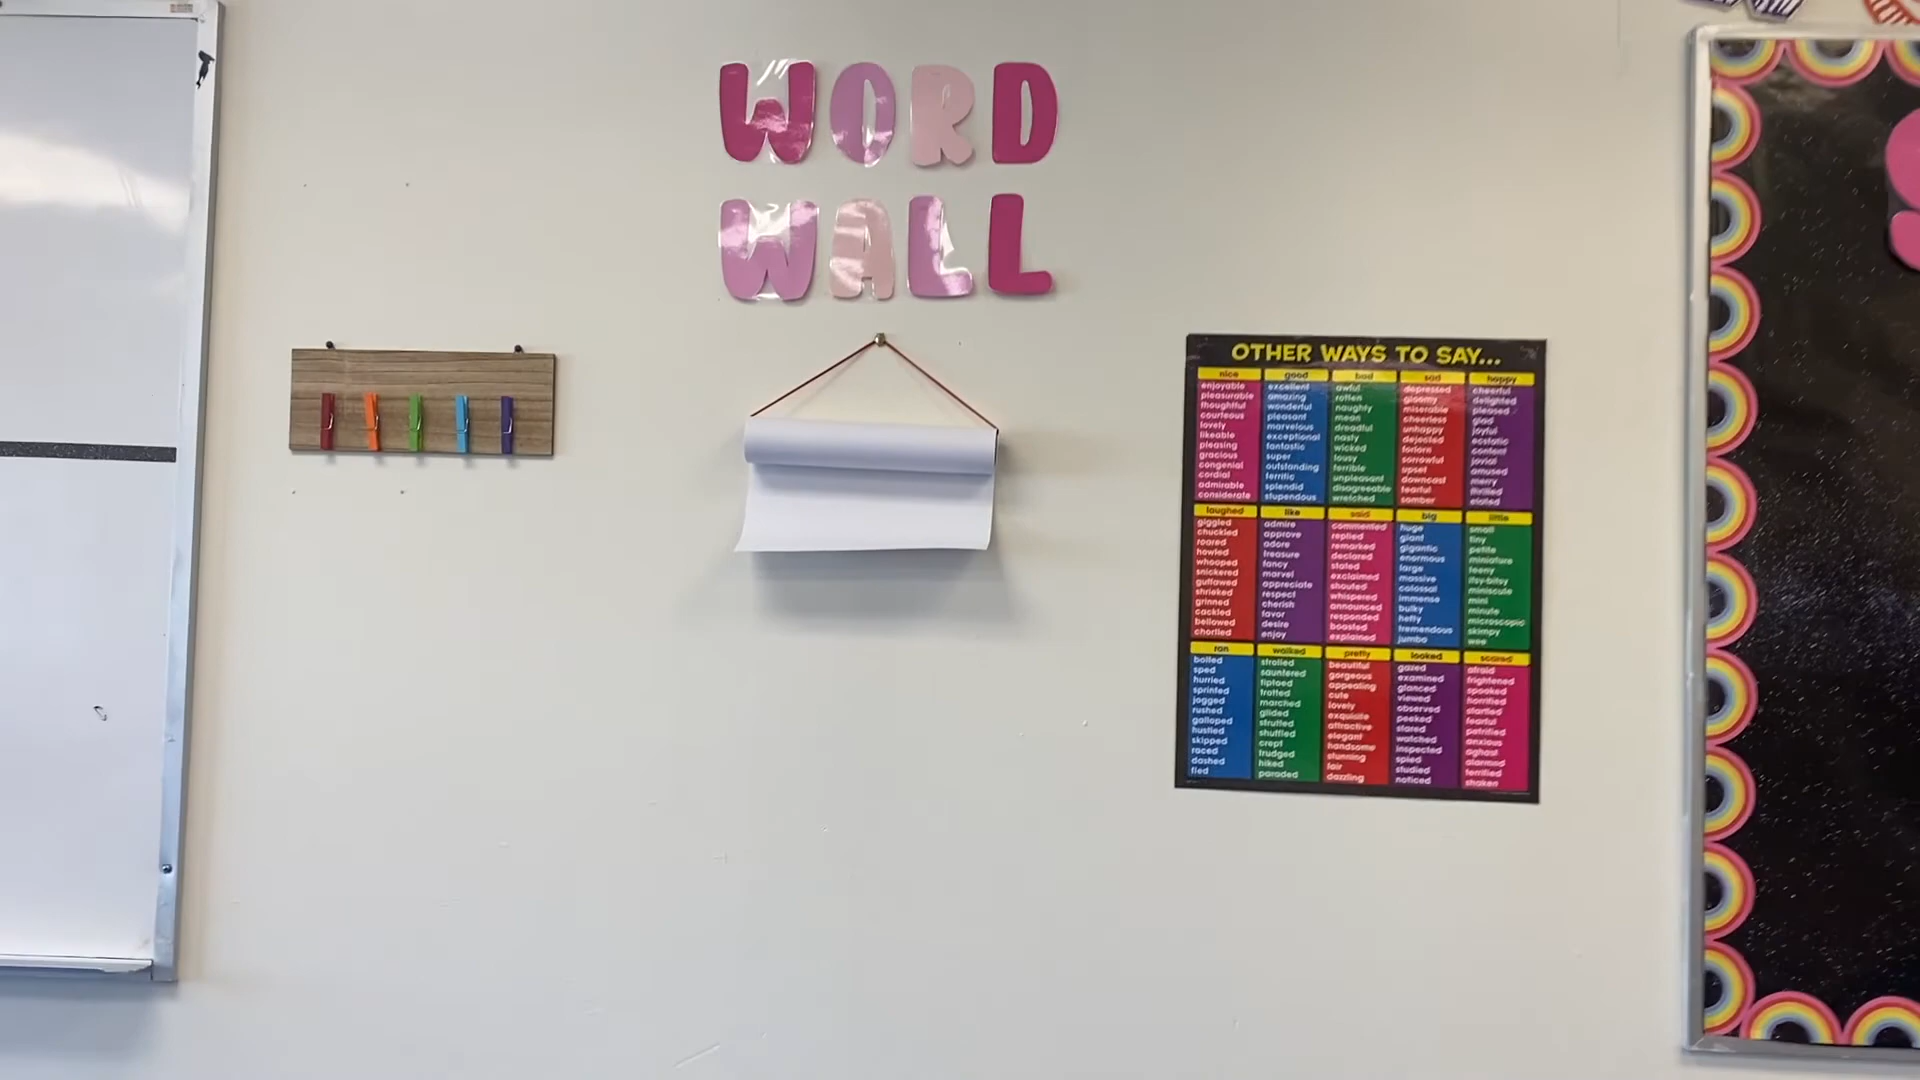 WORD
WALL
OTHER WAYS TO SAY...
nice
enjoyable
pleasurable
thoughtful
courteous
lovely
likeable
pleasing
gracious
congenial
cordial
admirable
considerate
good
excellent
amazing
wonderful
pleasant
marvelous
exceptional
fantastic
super
outstanding
terrific
splendid
stupendous
bad
awful
rotten
naughty
mean
dreadful
nasty
wicked
lousy
terrible
unpleasant
disagreeable
wretched
sad
depressed
gloomy
miserable
cheerless
unhappy
dejected
forlorn
sorrowful
upset
downcast
tearful
somber
happy
cheerful
delighted
pleased
glad
joyful
ecstatic
content
jovial
amused
merry
thrilled
elated
laughed
giggled
chuckled
roared
howled
whooped
snickered
guffawed
shrieked
grinned
cackled
bellowed
chortled
like
admire
approve
adore
treasure
fancy
marvel
appreciate
respect
cherish
favor
desire
enjoy
said
commented
replied
remarked
declared
stated
exclaimed
shouted
whispered
announced
responded
boasted
explained
big
huge
giant
gigantic
enormous
large
massive
colossal
immense
bulky
hefty
tremendous
jumbo
little
small
tiny
petite
miniature
teeny
itsy-bitsy
miniscule
mini
minute
microscopic
skimpy
wee
ran
bolted
sped
hurried
sprinted
jogged
rushed
galloped
hustled
skipped
raced
dashed
fled
walked
strolled
sauntered
tiptoed
trotted
marched
glided
strutted
shuffled
crept
trudged
hiked
paraded
pretty
beautiful
gorgeous
appealing
cute
lovely
exquisite
attractive
elegant
handsome
stunning
fair
dazzling
looked
gazed
examined
glanced
viewed
observed
peeked
stared
watched
inspected
spied
studied
noticed
scared
afraid
frightened
spooked
horrified
startled
fearful
petrified
anxious
aghast
alarmed
terrified
shaken